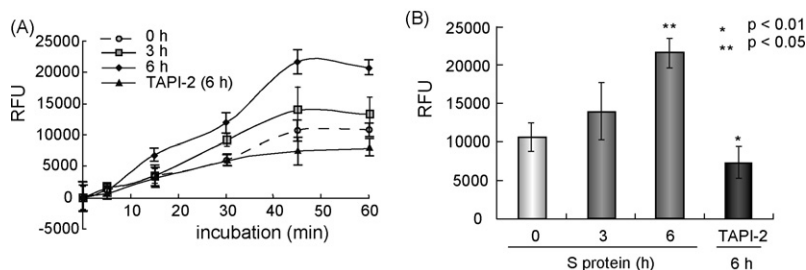 (A)
RFU
25000
20000
15000
10000
5000
0
-5000
0 h
3 h
6 h
TAPI-2 (6 h)
0 10 20 30 40 50 60
incubation (min)
(B)
RFU
25000
20000
15000
10000
5000
0
**
*
* p < 0.01
** p < 0.05
0 3 6 TAPI-2
S protein (h) 6 h